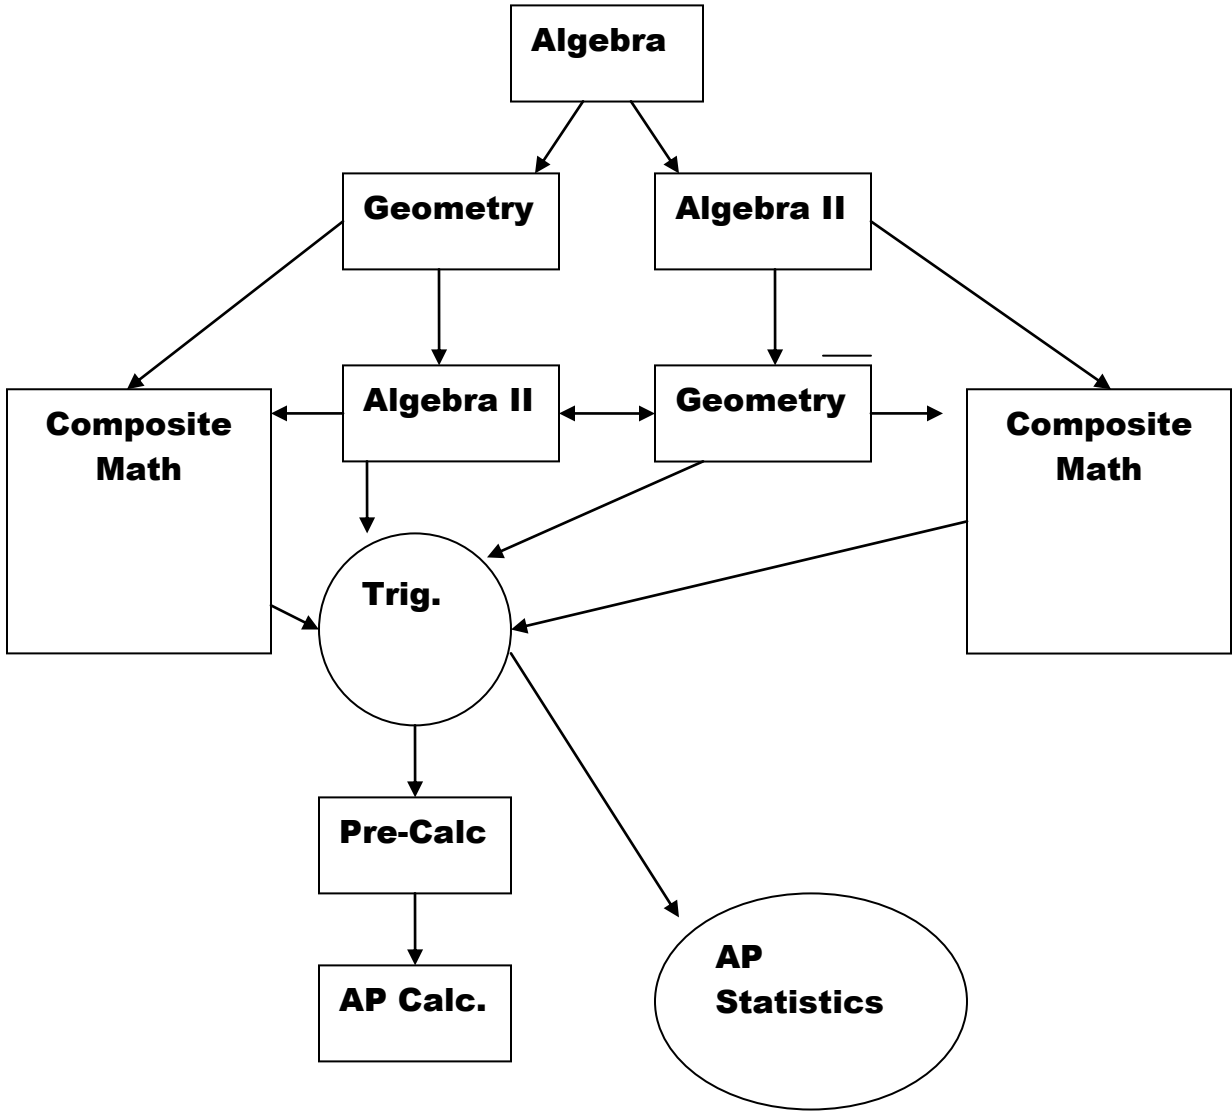 Algebra
Geometry
Algebra II
Algebra II
Geometry
Composite
Math
Composite
Math
Trig.
Pre-Calc
AP
Statistics
AP Calc.